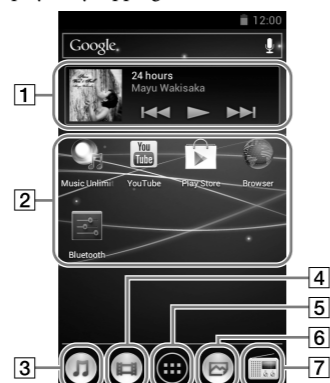 12:00
Google
24 hours
Mayu Wakisaka
1
2
Music Unlimi
You
Tube
YouTube
Play Store
Browser
Bluetooth
4
5
6
3
7